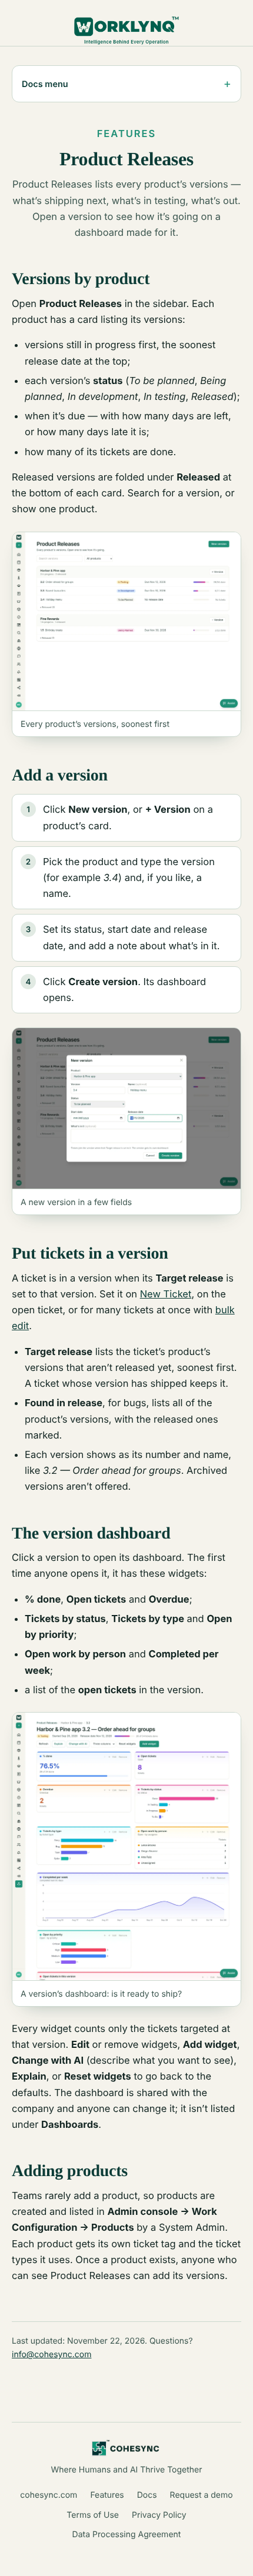 WORKLYNQ™
Intelligence Behind Every Operation
Docs menu +
FEATURES
Product Releases
Product Releases lists every product's versions —
what's shipping next, what's in testing, what's out.
Open a version to see how it's going on a
dashboard made for it.
Versions by product
Open Product Releases in the sidebar. Each
product has a card listing its versions:
• versions still in progress first, the soonest
release date at the top;
• each version's status (To be planned, Being
planned, In development, In testing, Released);
• when it's due — with how many days are left,
or how many days late it is;
• how many of its tickets are done.
Released versions are folded under Released at
the bottom of each card. Search for a version, or
show one product.
Product Releases
New version
Every product's versions, soonest first
Add a version
1 Click New version, or + Version on a
product's card.
2 Pick the product and type the version
(for example 3.4) and, if you like, a
name.
3 Set its status, start date and release
date, and add a note about what's in it.
4 Click Create version. Its dashboard
opens.
Product Releases
New version
A new version in a few fields
Put tickets in a version
A ticket is in a version when its Target release is
set to that version. Set it on New Ticket, on the
open ticket, or for many tickets at once with bulk
edit.
• Target release lists the ticket's product's
versions that aren't released yet, soonest first.
A ticket whose version has shipped keeps it.
• Found in release, for bugs, lists all of the
product's versions, with the released ones
marked.
• Each version shows as its number and name,
like 3.2 — Order ahead for groups. Archived
versions aren't offered.
The version dashboard
Click a version to open its dashboard. The first
time anyone opens it, it has these widgets:
• % done, Open tickets and Overdue;
• Tickets by status, Tickets by type and Open
by priority;
• Open work by person and Completed per
week;
• a list of the open tickets in the version.
Harbor & Pine app 3.2 — Order ahead for groups
76.5%
8
2
A version's dashboard: is it ready to ship?
Every widget counts only the tickets targeted at
that version. Edit or remove widgets, Add widget,
Change with AI (describe what you want to see),
Explain, or Reset widgets to go back to the
defaults. The dashboard is shared with the
company and anyone can change it; it isn't listed
under Dashboards.
Adding products
Teams rarely add a product, so products are
created and listed in Admin console → Work
Configuration → Products by a System Admin.
Each product gets its own ticket tag and the ticket
types it uses. Once a product exists, anyone who
can see Product Releases can add its versions.
Last updated: November 22, 2026. Questions?
info@cohesync.com
COHESYNC
Where Humans and AI Thrive Together
cohesync.com Features Docs Request a demo
Terms of Use Privacy Policy
Data Processing Agreement